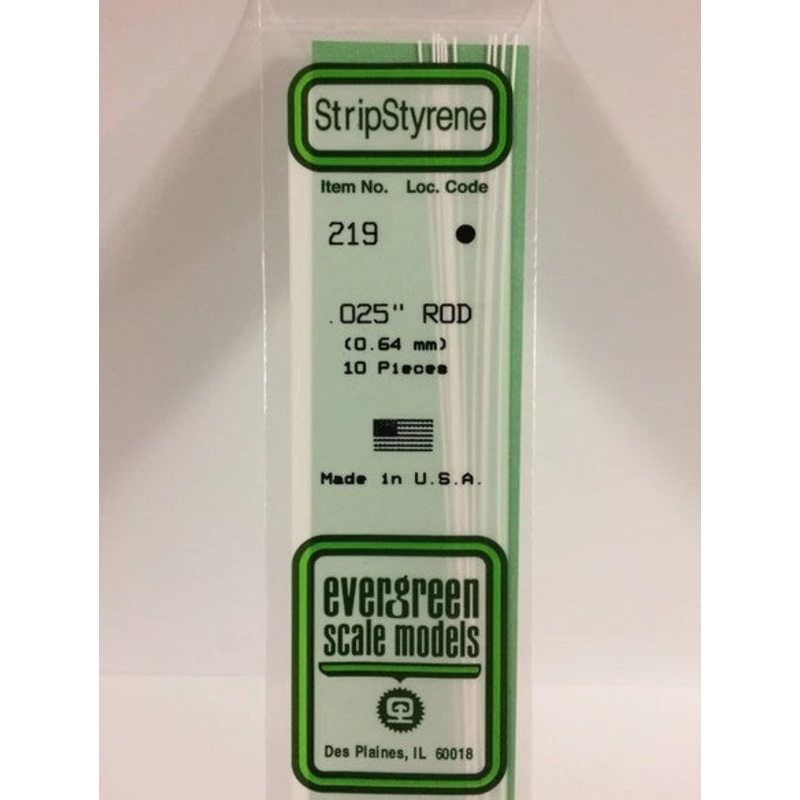 StripStyrene
Item No. Loc. Code
219
.025" ROD
(0.64 mm)
10 Pieces
Made in U.S.A.
evergreen
scale models
Des Plaines, IL 60018